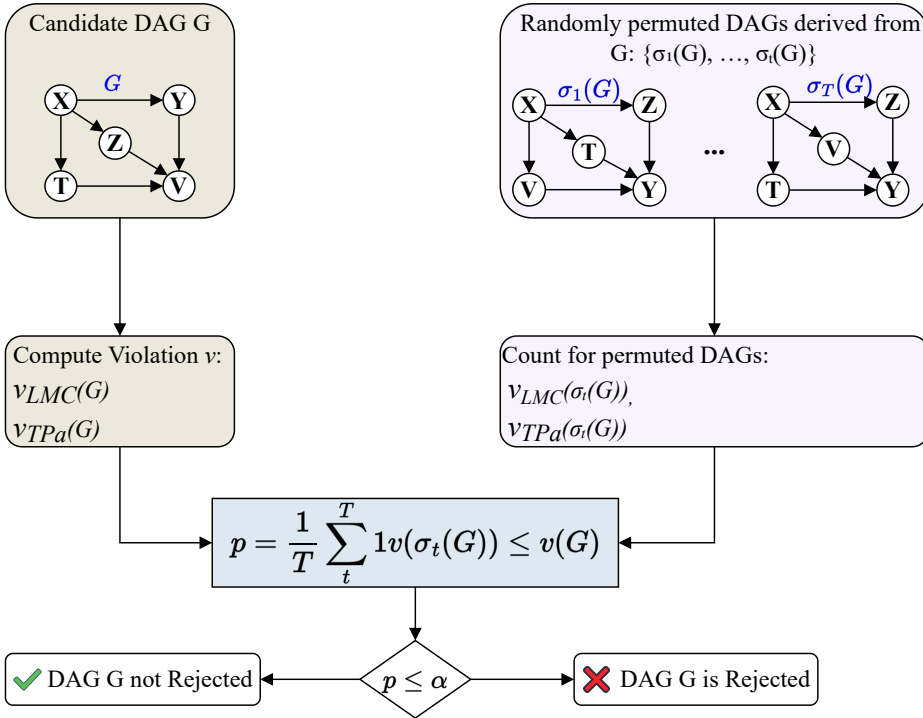 Candidate DAG G
G
X
Y
Z
T
V
Randomly permuted DAGs derived from
G: {σ₁(G), …, σₜ(G)}
σ₁(G)
X
Z
T
V
Y
...
σ_T(G)
X
Z
V
T
Y
Compute Violation v:
v_LMC(G)
v_TPa(G)
Count for permuted DAGs:
v_LMC(σₜ(G)),
v_TPa(σₜ(G))
p = 1/T ∑_t^T 1v(σ_t(G)) ≤ v(G)
p ≤ α
DAG G not Rejected
DAG G is Rejected